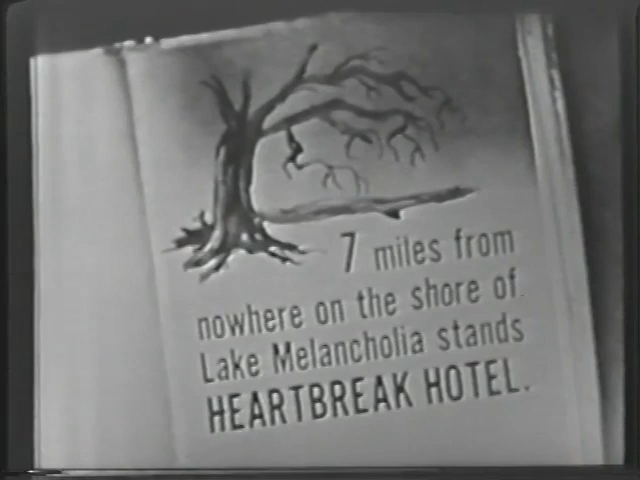 7 miles from
nowhere on the shore of
Lake Melancholia stands
HEARTBREAK HOTEL.